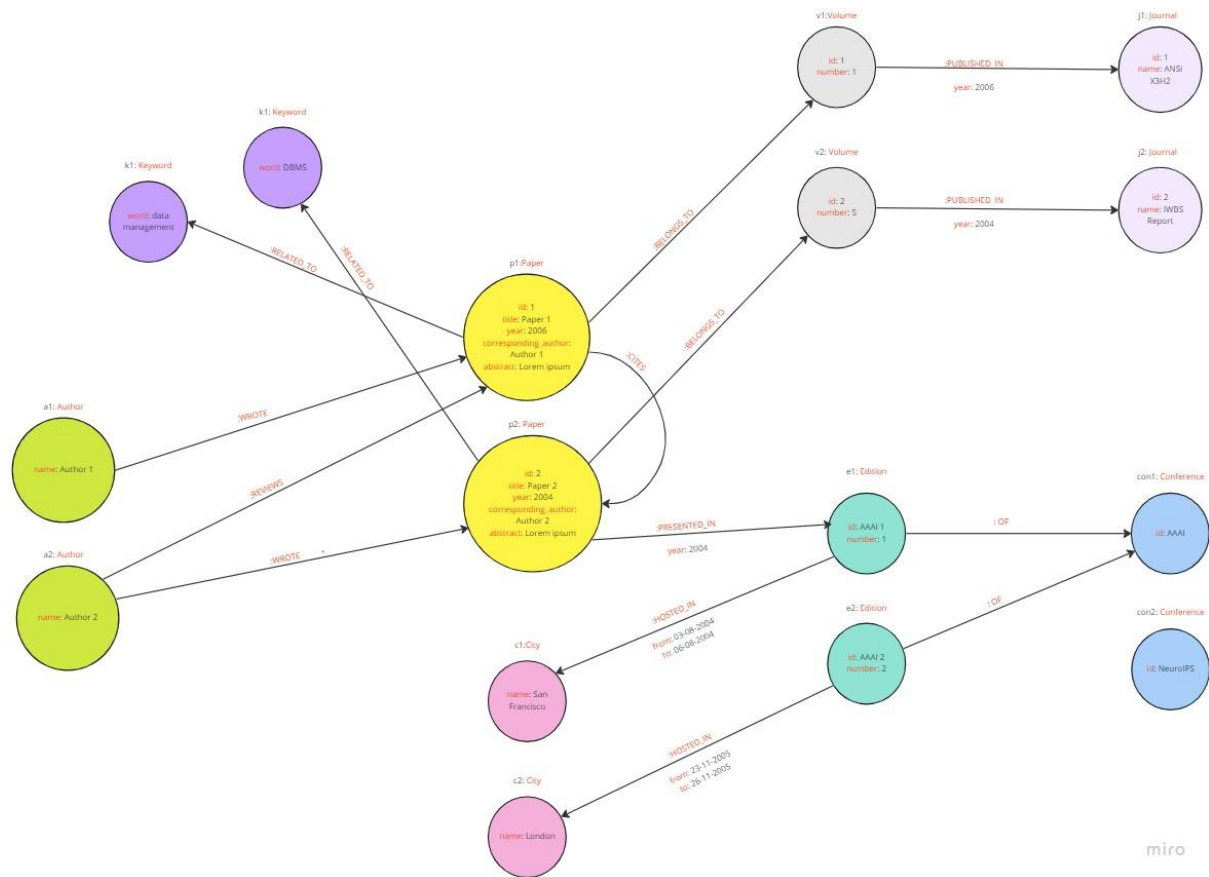 v1:Volume
id: 1
number: 1
:PUBLISHED_IN
year: 2006
j1: Journal
id: 1
name: ANSI
X3H2
k1: Keyword
word: DBMS
k1: Keyword
word: data
management
v2: Volume
id: 2
number: 5
:PUBLISHED_IN
year: 2004
j2: Journal
id: 2
name: IWBS
Report
:RELATED_TO
:RELATED_TO
:BELONGS_TO
:BELONGS_TO
p1:Paper
id: 1
title: Paper 1
year: 2006
corresponding_author:
Author 1
abstract: Lorem ipsum
:CITES
a1: Author
name: Author 1
:WROTE
:REVIEWS
p2: Paper
id: 2
title: Paper 2
year: 2004
corresponding_author:
Author 2
abstract: Lorem ipsum
a2: Author
name: Author 2
:WROTE
:PRESENTED_IN
year: 2004
e1: Edition
id: AAAI 1
number: 1
: OF
con1: Conference
id: AAAI
:HOSTED_IN
from: 03-08-2004
to: 06-08-2004
c1:City
name: San
Francisco
e2: Edition
id: AAAI 2
number: 2
: OF
con2: Conference
id: NeuroIPS
:HOSTED_IN
from: 23-11-2005
to: 26-11-2005
c2: City
name: London
miro